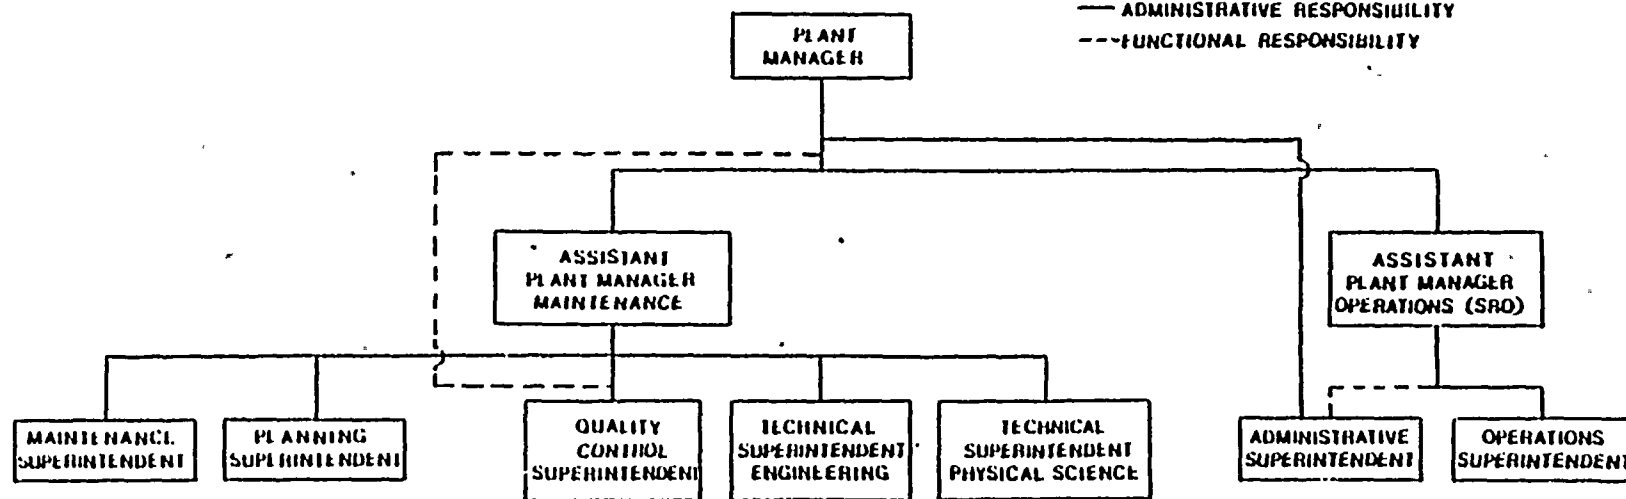 ADMINISTRATIVE RESPONSIBILITY
FUNCTIONAL RESPONSIBILITY
PLANT
MANAGER
ASSISTANT
PLANT MANAGER
MAINTENANCE
ASSISTANT
PLANT MANAGER
OPERATIONS (SRO)
MAINTENANCE
SUPERINTENDENT
PLANNING
SUPERINTENDENT
QUALITY
CONTROL
SUPERINTENDENT
TECHNICAL
SUPERINTENDENT
ENGINEERING
TECHNICAL
SUPERINTENDENT
PHYSICAL SCIENCE
ADMINISTRATIVE
SUPERINTENDENT
OPERATIONS
SUPERINTENDENT